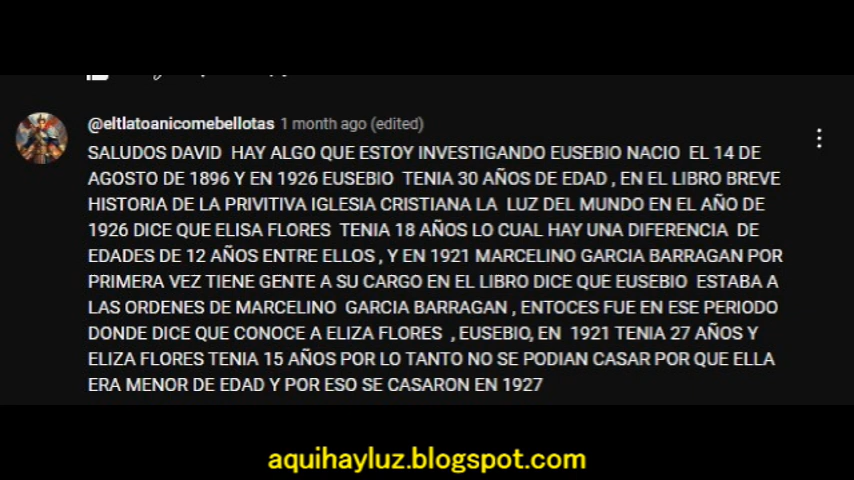 @eltlatoanicomebellotas 1 month ago (edited)
SALUDOS DAVID HAY ALGO QUE ESTOY INVESTIGANDO EUSEBIO NACIO EL 14 DE
AGOSTO DE 1896 Y EN 1926 EUSEBIO TENIA 30 AÑOS DE EDAD , EN EL LIBRO BREVE
HISTORIA DE LA PRIVITIVA IGLESIA CRISTIANA LA LUZ DEL MUNDO EN EL AÑO DE
1926 DICE QUE ELISA FLORES TENIA 18 AÑOS LO CUAL HAY UNA DIFERENCIA DE
EDADES DE 12 AÑOS ENTRE ELLOS , Y EN 1921 MARCELINO GARCIA BARRAGAN POR
PRIMERA VEZ TIENE GENTE A SU CARGO EN EL LIBRO DICE QUE EUSEBIO ESTABA A
LAS ORDENES DE MARCELINO GARCIA BARRAGAN , ENTOCES FUE EN ESE PERIODO
DONDE DICE QUE CONOCE A ELIZA FLORES , EUSEBIO, EN 1921 TENIA 27 AÑOS Y
ELIZA FLORES TENIA 15 AÑOS POR LO TANTO NO SE PODIAN CASAR POR QUE ELLA
ERA MENOR DE EDAD Y POR ESO SE CASARON EN 1927
aquihayluz.blogspot.com